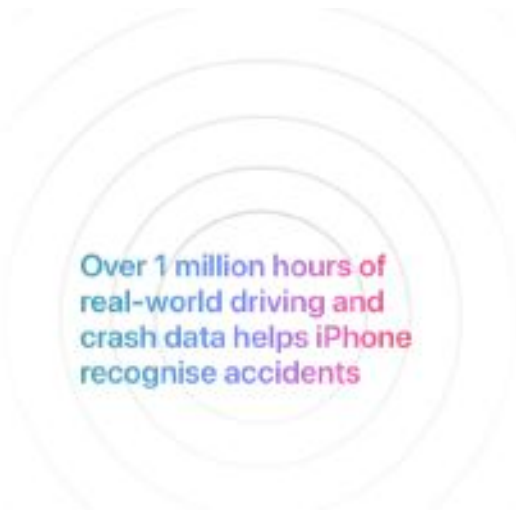 Over 1 million hours of
real-world driving and
crash data helps iPhone
recognise accidents